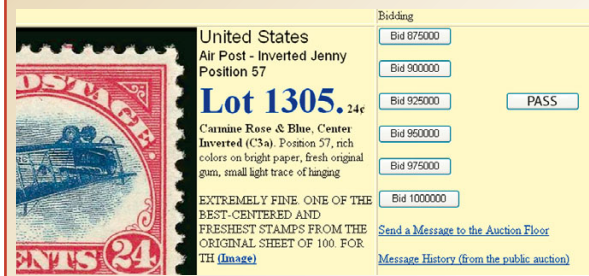 POSTAGE.
CENTS 24
United States
Air Post - Inverted Jenny
Position 57
Lot 1305. 24¢
Carmine Rose & Blue, Center
Inverted (C3a). Position 57, rich
colors on bright paper, fresh original
gum, small light trace of hinging
EXTREMELY FINE. ONE OF THE
BEST-CENTERED AND
FRESHEST STAMPS FROM THE
ORIGINAL SHEET OF 100. FOR
TH (Image)
Bidding
Bid 875000
Bid 900000
Bid 925000
PASS
Bid 950000
Bid 975000
Bid 1000000
Send a Message to the Auction Floor
Message History (from the public auction)